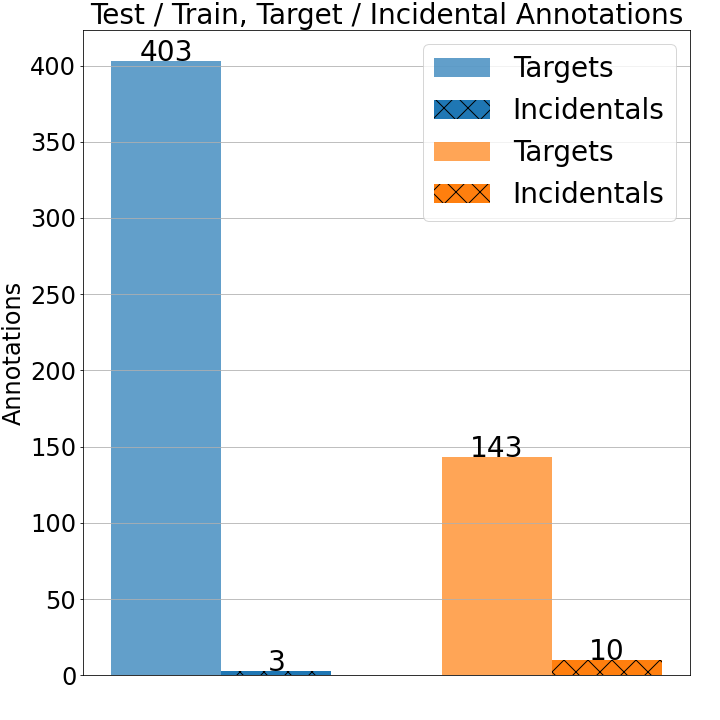 Test / Train, Target / Incidental Annotations
403
400
350
300
250
200
150
100
50
0
Annotations
Targets
Incidentals
Targets
Incidentals
143
3
10